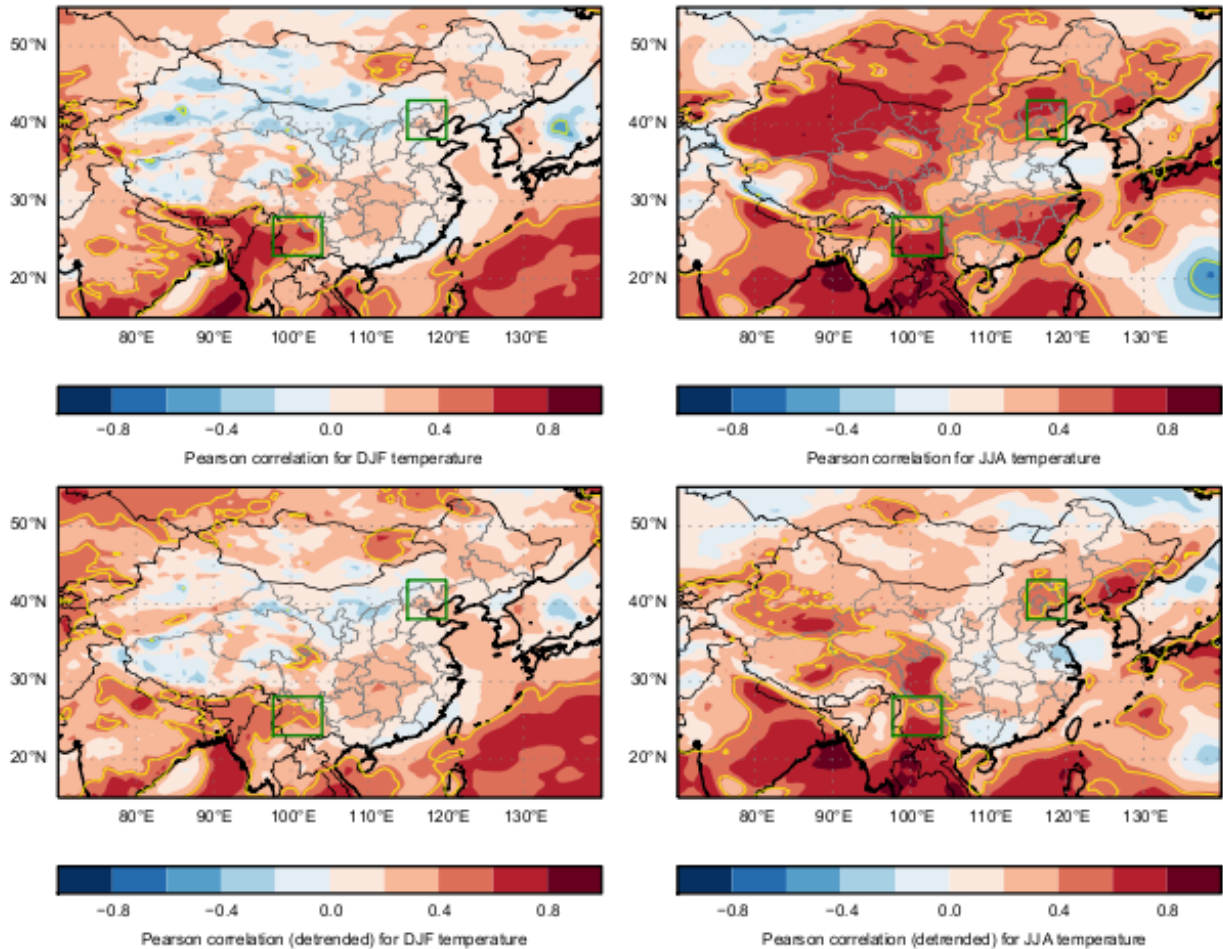 50°N
40°N
30°N
20°N
80°E 90°E 100°E 110°E 120°E 130°E
−0.8 −0.4 0.0 0.4 0.8
Pearson correlation for DJF temperature
50°N
40°N
30°N
20°N
80°E 90°E 100°E 110°E 120°E 130°E
−0.8 −0.4 0.0 0.4 0.8
Pearson correlation for JJA temperature
50°N
40°N
30°N
20°N
80°E 90°E 100°E 110°E 120°E 130°E
−0.8 −0.4 0.0 0.4 0.8
Pearson correlation (detrended) for DJF temperature
50°N
40°N
30°N
20°N
80°E 90°E 100°E 110°E 120°E 130°E
−0.8 −0.4 0.0 0.4 0.8
Pearson correlation (detrended) for JJA temperature